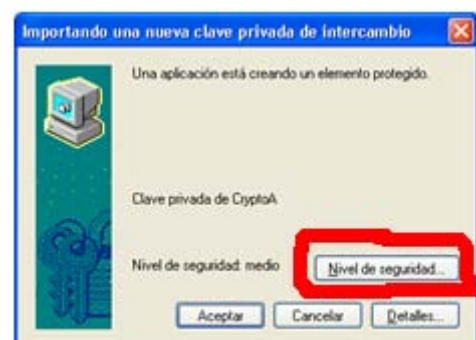 Importando una nueva clave privada de intercambio
Una aplicación está creando un elemento protegido.
Clave privada de CryptoA
Nivel de seguridad: medio
Nivel de seguridad...
Aceptar
Cancelar
Detalles...